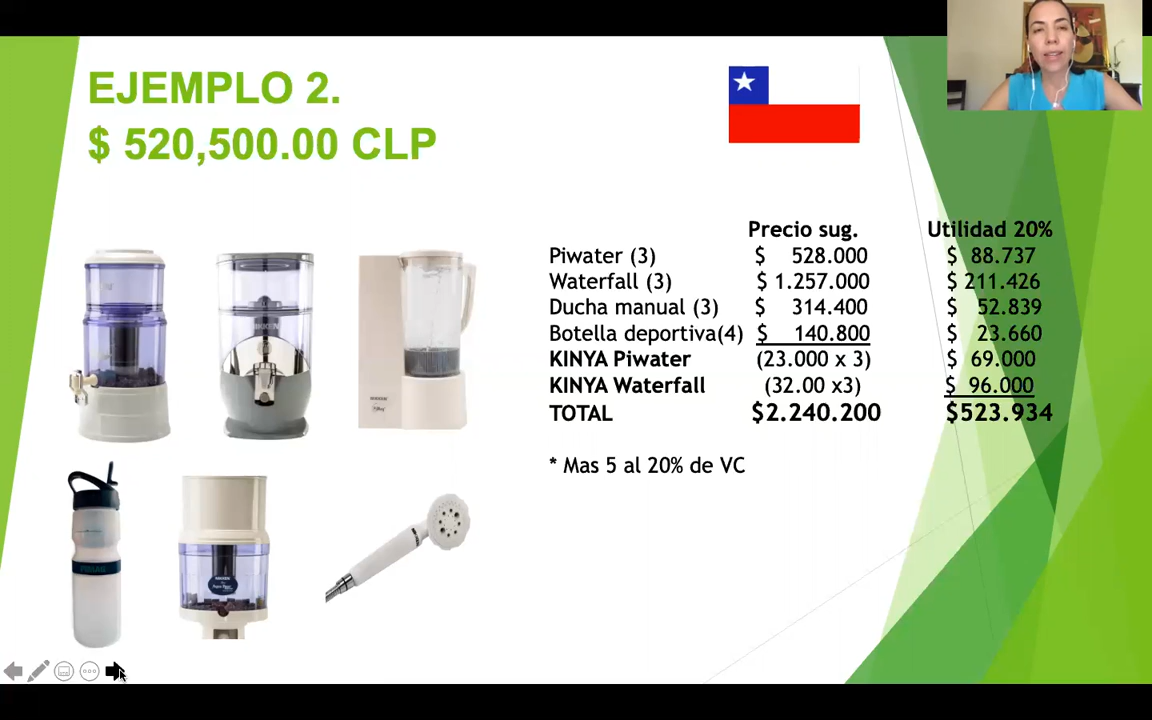 EJEMPLO 2.
$ 520,500.00 CLP
Precio sug. Utilidad 20%
Piwater (3) $ 528.000 $ 88.737
Waterfall (3) $ 1.257.000 $ 211.426
Ducha manual (3) $ 314.400 $ 52.839
Botella deportiva(4) $ 140.800 $ 23.660
KINYA Piwater (23.000 x 3) $ 69.000
KINYA Waterfall (32.00 x3) $ 96.000
TOTAL $2.240.200 $523.934
* Mas 5 al 20% de VC